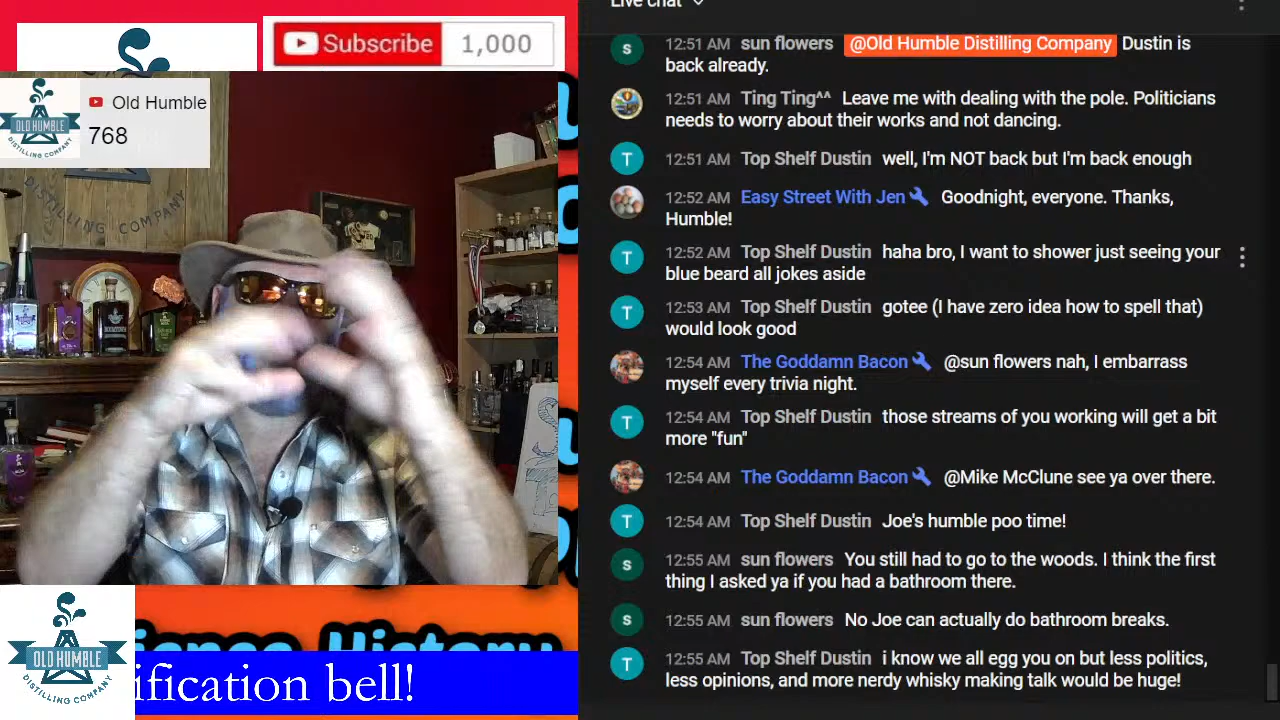 Subscribe 1,000
OLD HUMBLE
DISTILLING COMPANY
Old Humble
768
DISTILLING COMPANY
OLD HUMBLE
DISTILLING COMPANY
ification bell!
Live chat
12:51 AM sun flowers @Old Humble Distilling Company Dustin is
back already.
12:51 AM Ting Ting^^ Leave me with dealing with the pole. Politicians
needs to worry about their works and not dancing.
12:51 AM Top Shelf Dustin well, I'm NOT back but I'm back enough
12:52 AM Easy Street With Jen Goodnight, everyone. Thanks,
Humble!
12:52 AM Top Shelf Dustin haha bro, I want to shower just seeing your
blue beard all jokes aside
12:53 AM Top Shelf Dustin gotee (I have zero idea how to spell that)
would look good
12:54 AM The Goddamn Bacon @sun flowers nah, I embarrass
myself every trivia night.
12:54 AM Top Shelf Dustin those streams of you working will get a bit
more "fun"
12:54 AM The Goddamn Bacon @Mike McClune see ya over there.
12:54 AM Top Shelf Dustin Joe's humble poo time!
12:55 AM sun flowers You still had to go to the woods. I think the first
thing I asked ya if you had a bathroom there.
12:55 AM sun flowers No Joe can actually do bathroom breaks.
12:55 AM Top Shelf Dustin i know we all egg you on but less politics,
less opinions, and more nerdy whisky making talk would be huge!